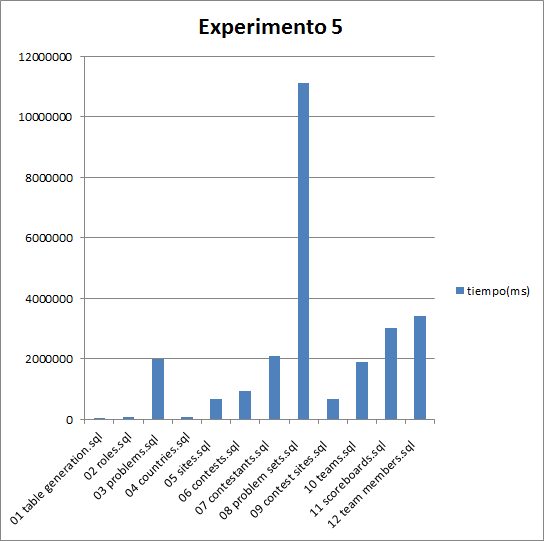 Experimento 5
12000000
10000000
8000000
6000000
4000000
2000000
0
01 table generation.sql
02 roles.sql
03 problems.sql
04 countries.sql
05 sites.sql
06 contests.sql
07 contestants.sql
08 problem sets.sql
09 contest sites.sql
10 teams.sql
11 scoreboards.sql
12 team members.sql
tiempo(ms)